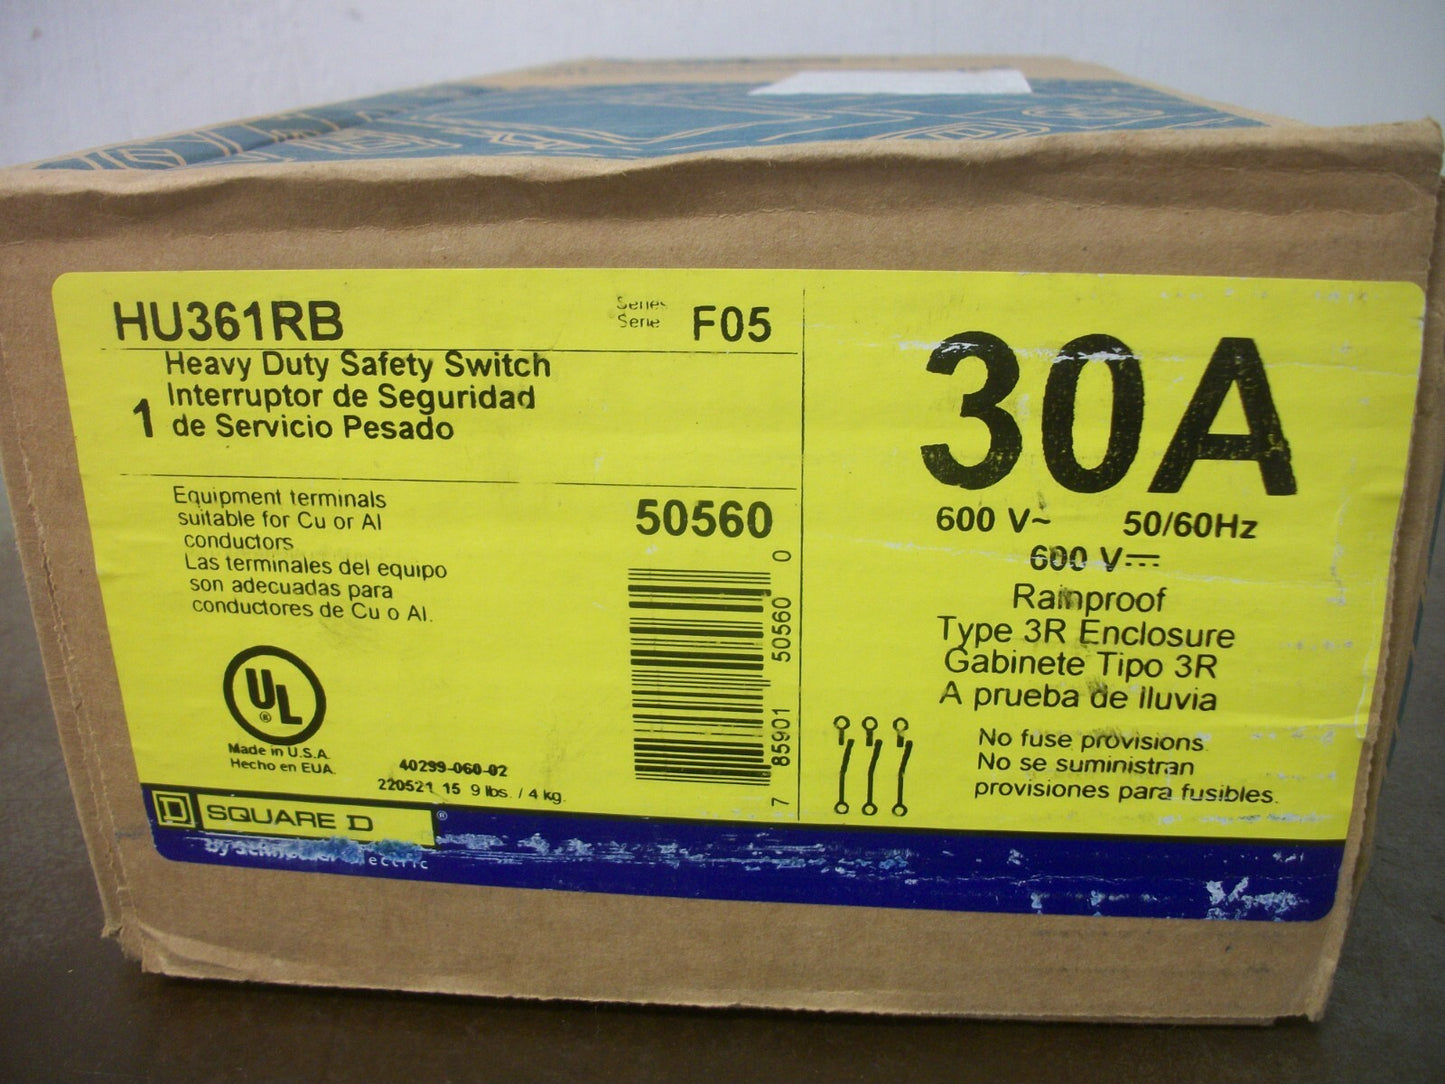 HU361RB
Series
Serie
F05
1
Heavy Duty Safety Switch
Interruptor de Seguridad
de Servicio Pesado
Equipment terminals
suitable for Cu or Al
conductors
Las terminales del equipo
son adecuadas para
conductores de Cu o Al.
50560
7 85901 50560 0
UL
®
Made in U.S.A.
Hecho en EUA.
40299-060-02
220521 15 9 lbs. / 4 kg.
30A
600 V~ 50/60Hz
600 V⎓
Rainproof
Type 3R Enclosure
Gabinete Tipo 3R
A prueba de lluvia
No fuse provisions
No se suministran
provisiones para fusibles.
D SQUARE D ®
by Schneider Electric